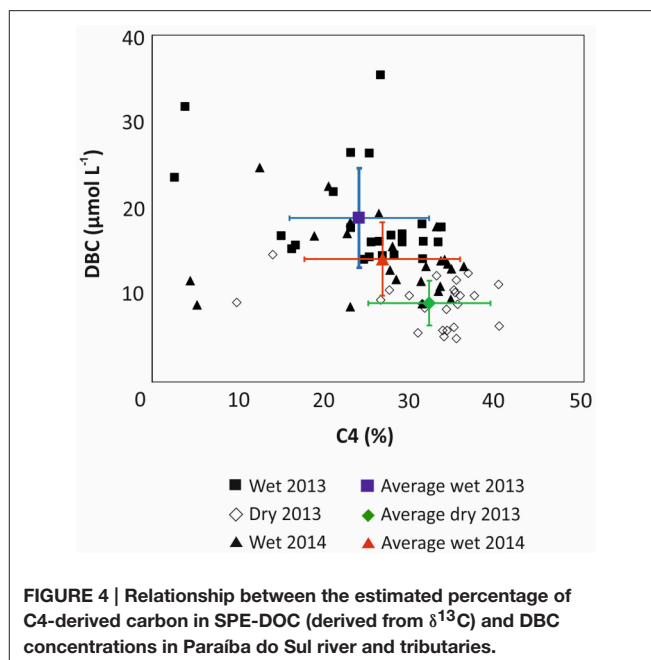 40
30
20
10
0
10
20
30
40
50
DBC (µmol L⁻¹)
C4 (%)
Wet 2013
Average wet 2013
Dry 2013
Average dry 2013
Wet 2014
Average wet 2014
FIGURE 4 | Relationship between the estimated percentage of
C4-derived carbon in SPE-DOC (derived from δ¹³C) and DBC
concentrations in Paraíba do Sul river and tributaries.